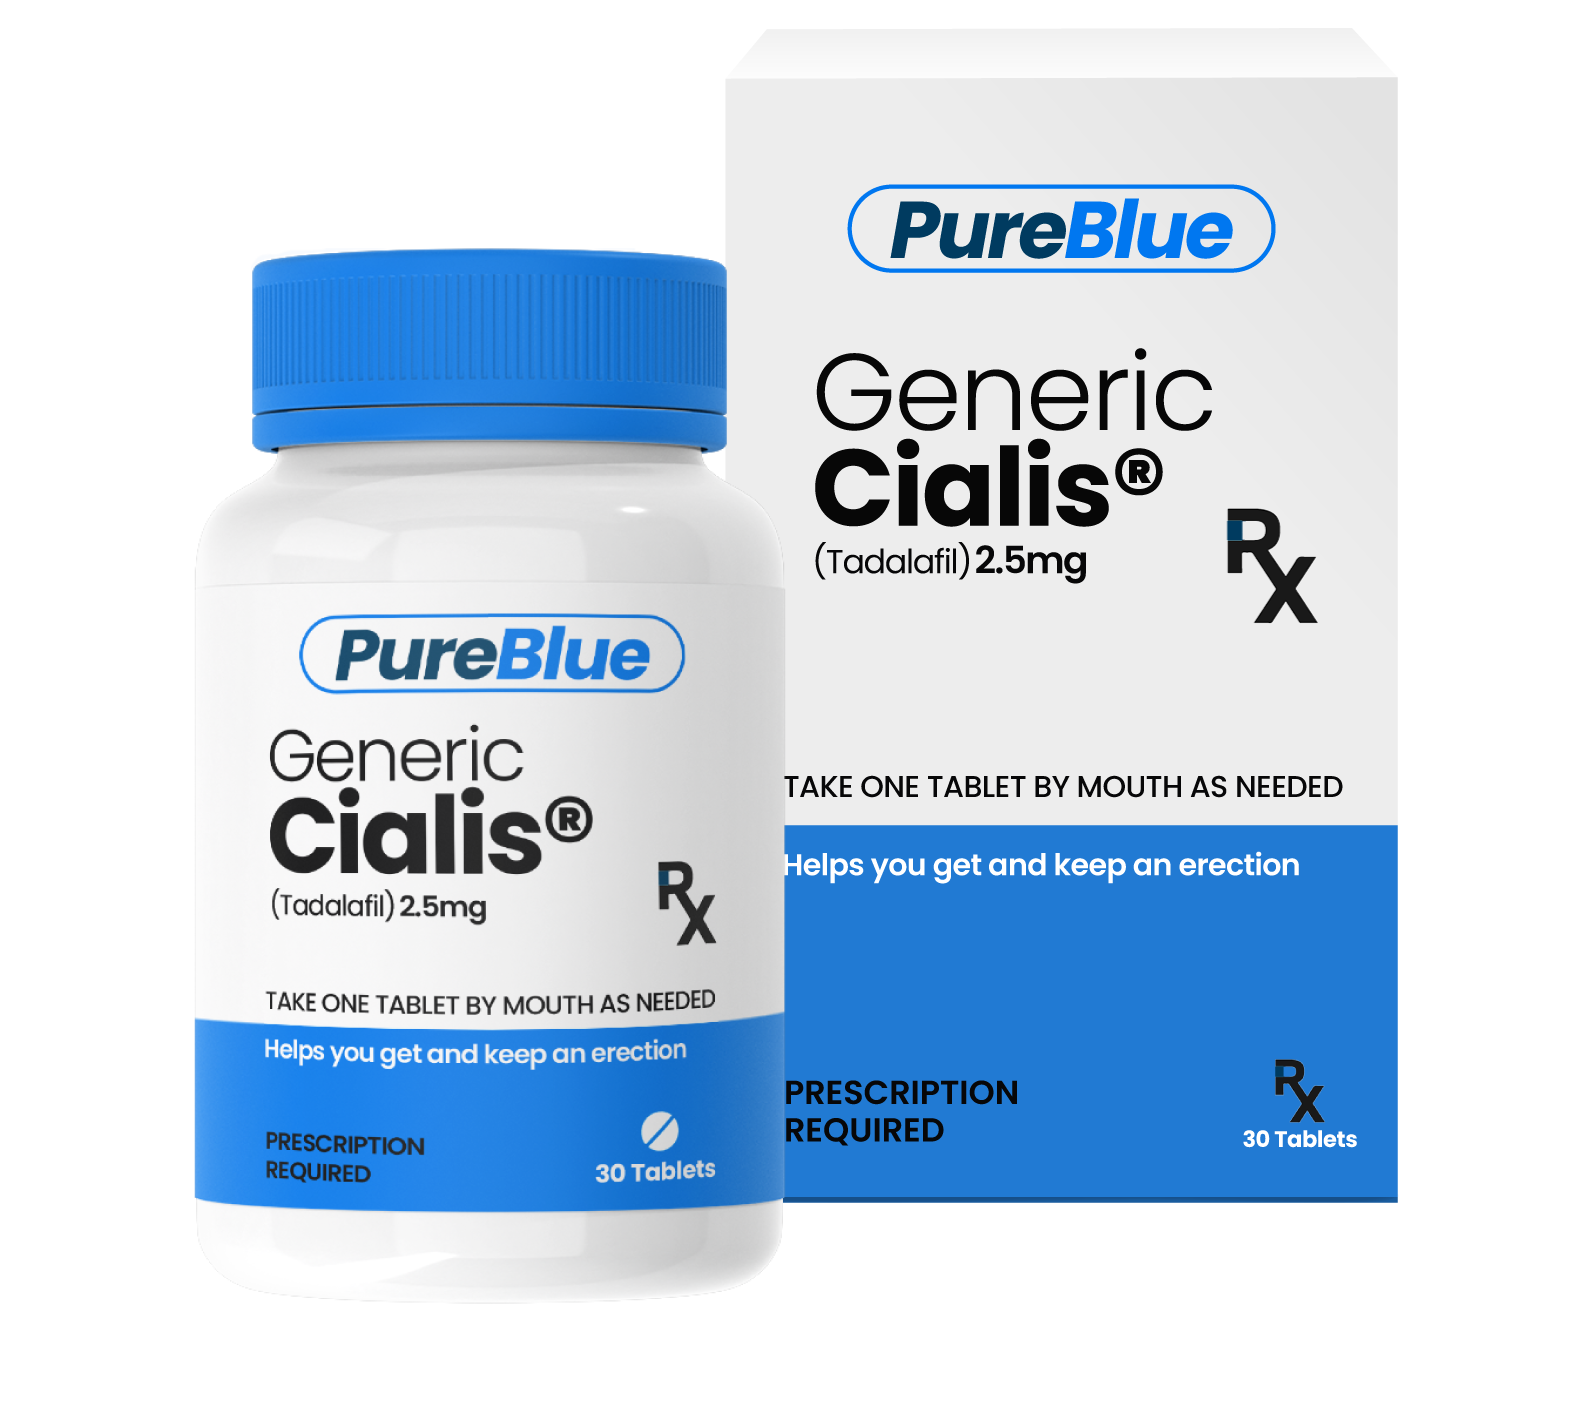 PureBlue
Generic
Cialis®
(Tadalafil) 2.5mg
Rx
TAKE ONE TABLET BY MOUTH AS NEEDED
Helps you get and keep an erection
PRESCRIPTION
REQUIRED
Rx
30 Tablets
PureBlue
Generic
Cialis®
(Tadalafil) 2.5mg
Rx
TAKE ONE TABLET BY MOUTH AS NEEDED
Helps you get and keep an erection
PRESCRIPTION
REQUIRED
30 Tablets